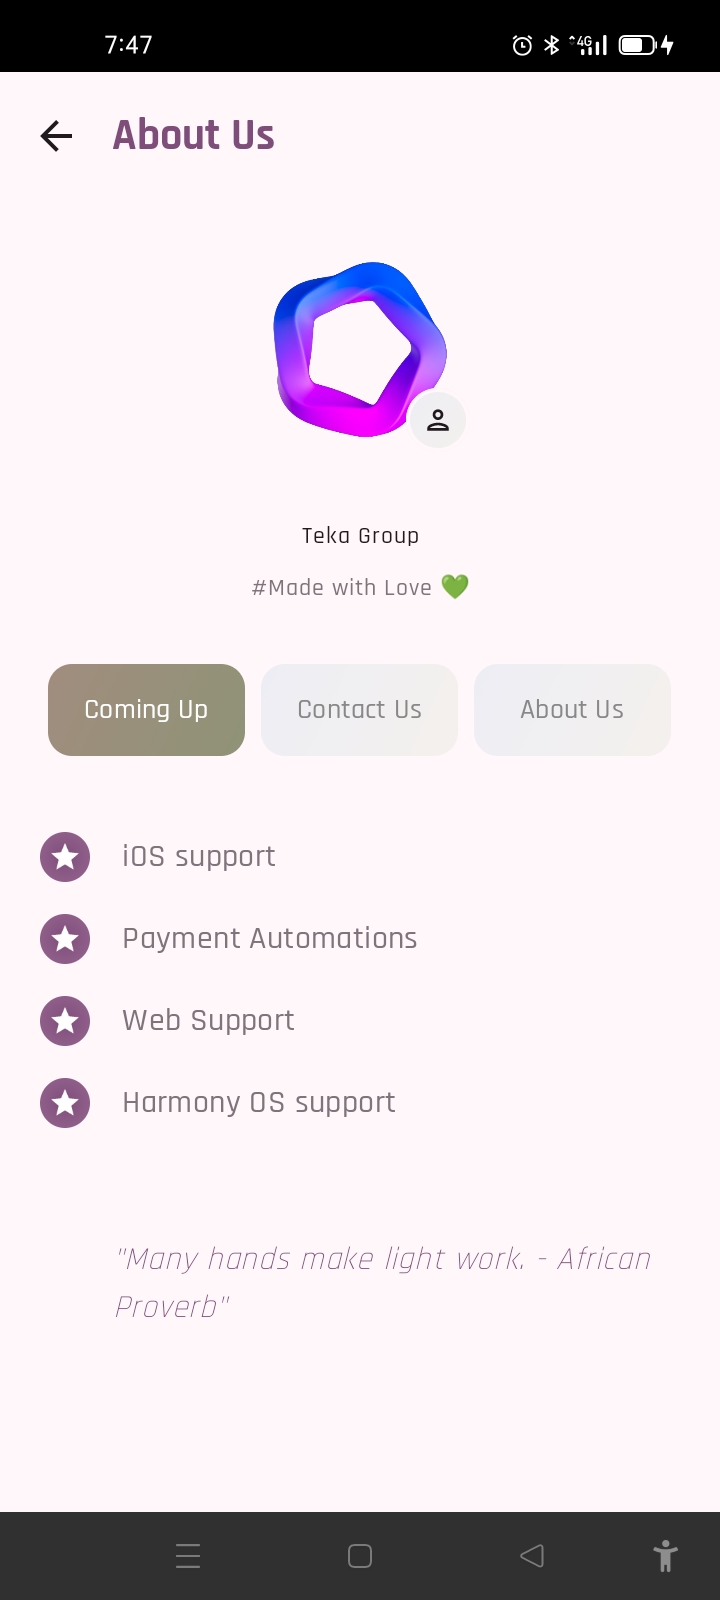 7:47
4G
About Us
Teka Group
#Made with Love 💚
Coming Up
Contact Us
About Us
iOS support
Payment Automations
Web Support
Harmony OS support
"Many hands make light work. - African
Proverb"